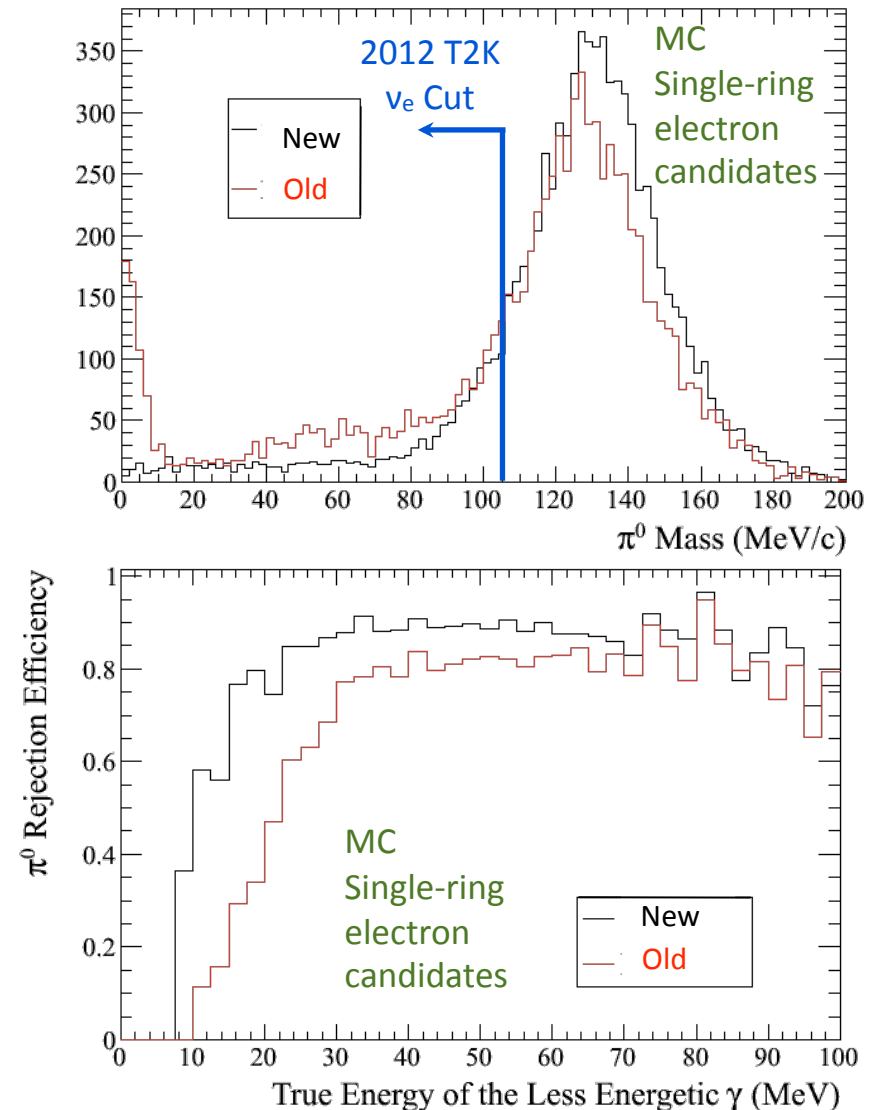 350
300
250
200
150
100
50
0
2012 T2K
νₑ Cut
MC
Single-ring
electron
candidates
New
Old
0 20 40 60 80 100 120 140 160 180 200
π⁰ Mass (MeV/c)
π⁰ Rejection Efficiency
1
0.8
0.6
0.4
0.2
0
MC
Single-ring
electron
candidates
New
Old
0 10 20 30 40 50 60 70 80 90 100
True Energy of the Less Energetic γ (MeV)